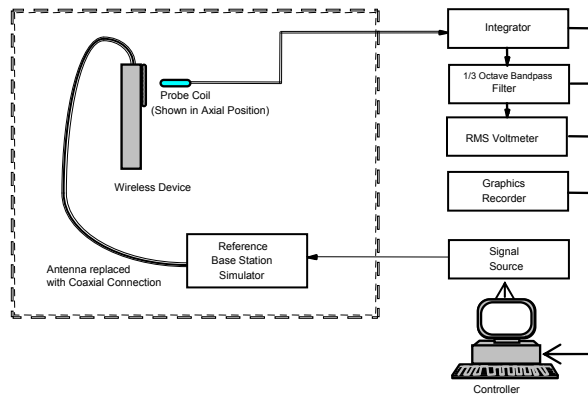 Integrator
1/3 Octave Bandpass
Filter
RMS Voltmeter
Graphics
Recorder
Probe Coil
(Shown in Axial Position)
Wireless Device
Antenna replaced
with Coaxial Connection
Reference
Base Station
Simulator
Signal
Source
Controller